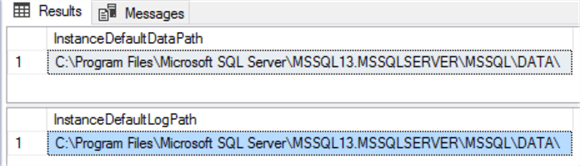 Results Messages
InstanceDefaultDataPath
1 C:\Program Files\Microsoft SQL Server\MSSQL13.MSSQLSERVER\MSSQL\DATA\
InstanceDefaultLogPath
1 C:\Program Files\Microsoft SQL Server\MSSQL13.MSSQLSERVER\MSSQL\DATA\